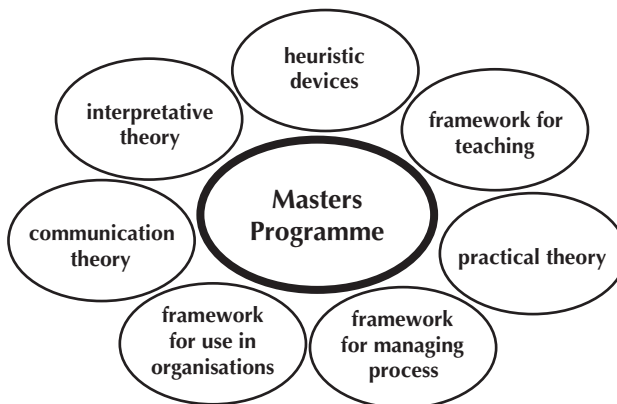 heuristic
devices
interpretative
theory
framework for
teaching
Masters
Programme
communication
theory
practical theory
framework
for use in
organisations
framework
for managing
process